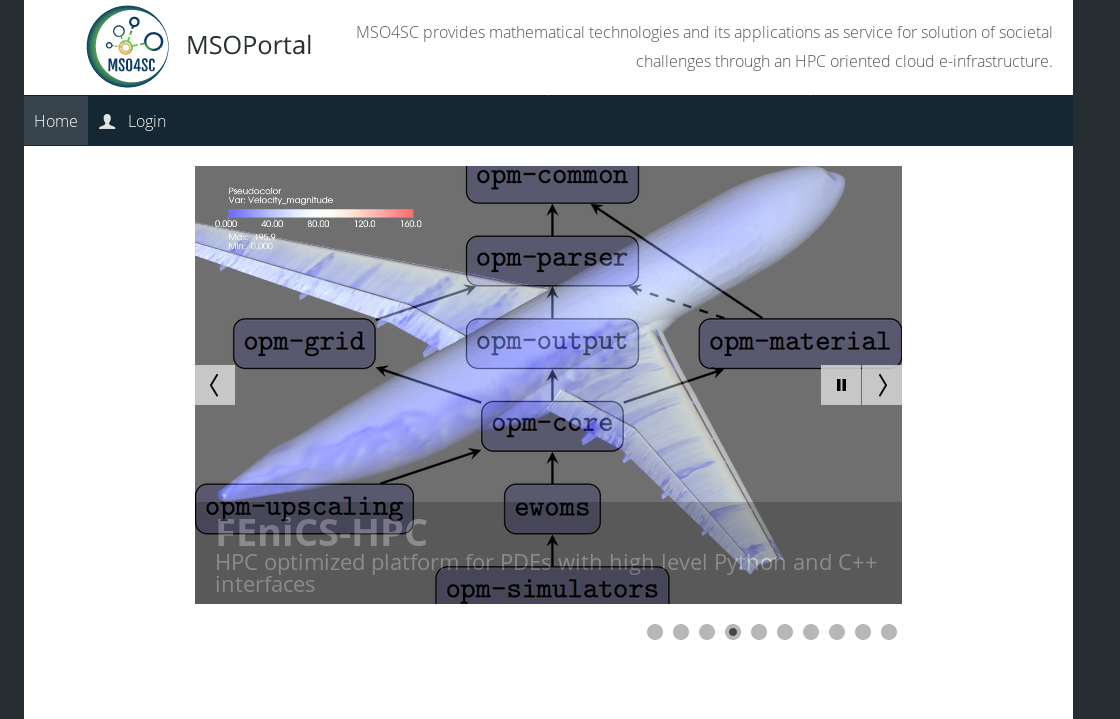 MSO4SC
MSOPortal
MSO4SC provides mathematical technologies and its applications as service for solution of societal
challenges through an HPC oriented cloud e-infrastructure.
Home
Login
Pseudocolor
Var: Velocity_magnitude
0.000 40.00 80.00 120.0 160.0
Max: 195.9
Min: 0.000
opm-common
opm-parser
opm-grid
opm-output
opm-material
opm-core
opm-upscaling
ewoms
FEniCS-HPC
HPC optimized platform for PDEs with high level Python and C++
interfaces
opm-simulators